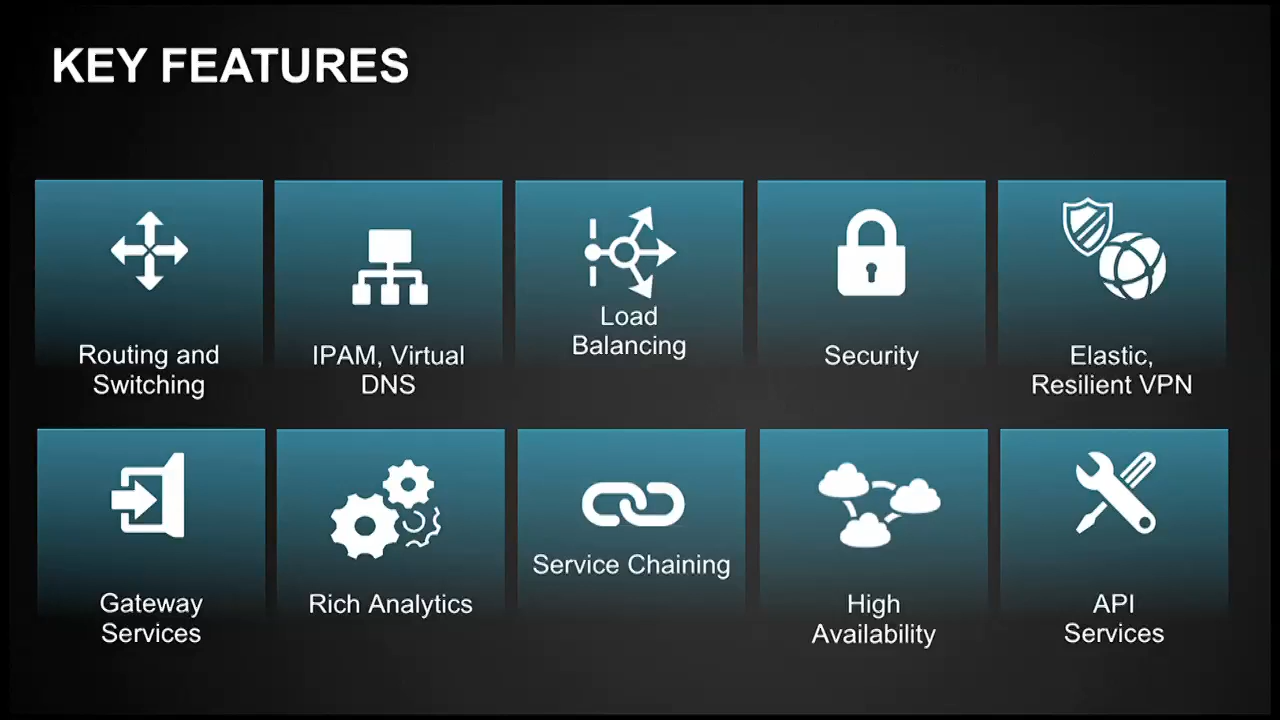 KEY FEATURES
Routing and
Switching
IPAM, Virtual
DNS
Load
Balancing
Security
Elastic,
Resilient VPN
Gateway
Services
Rich Analytics
Service Chaining
High
Availability
API
Services